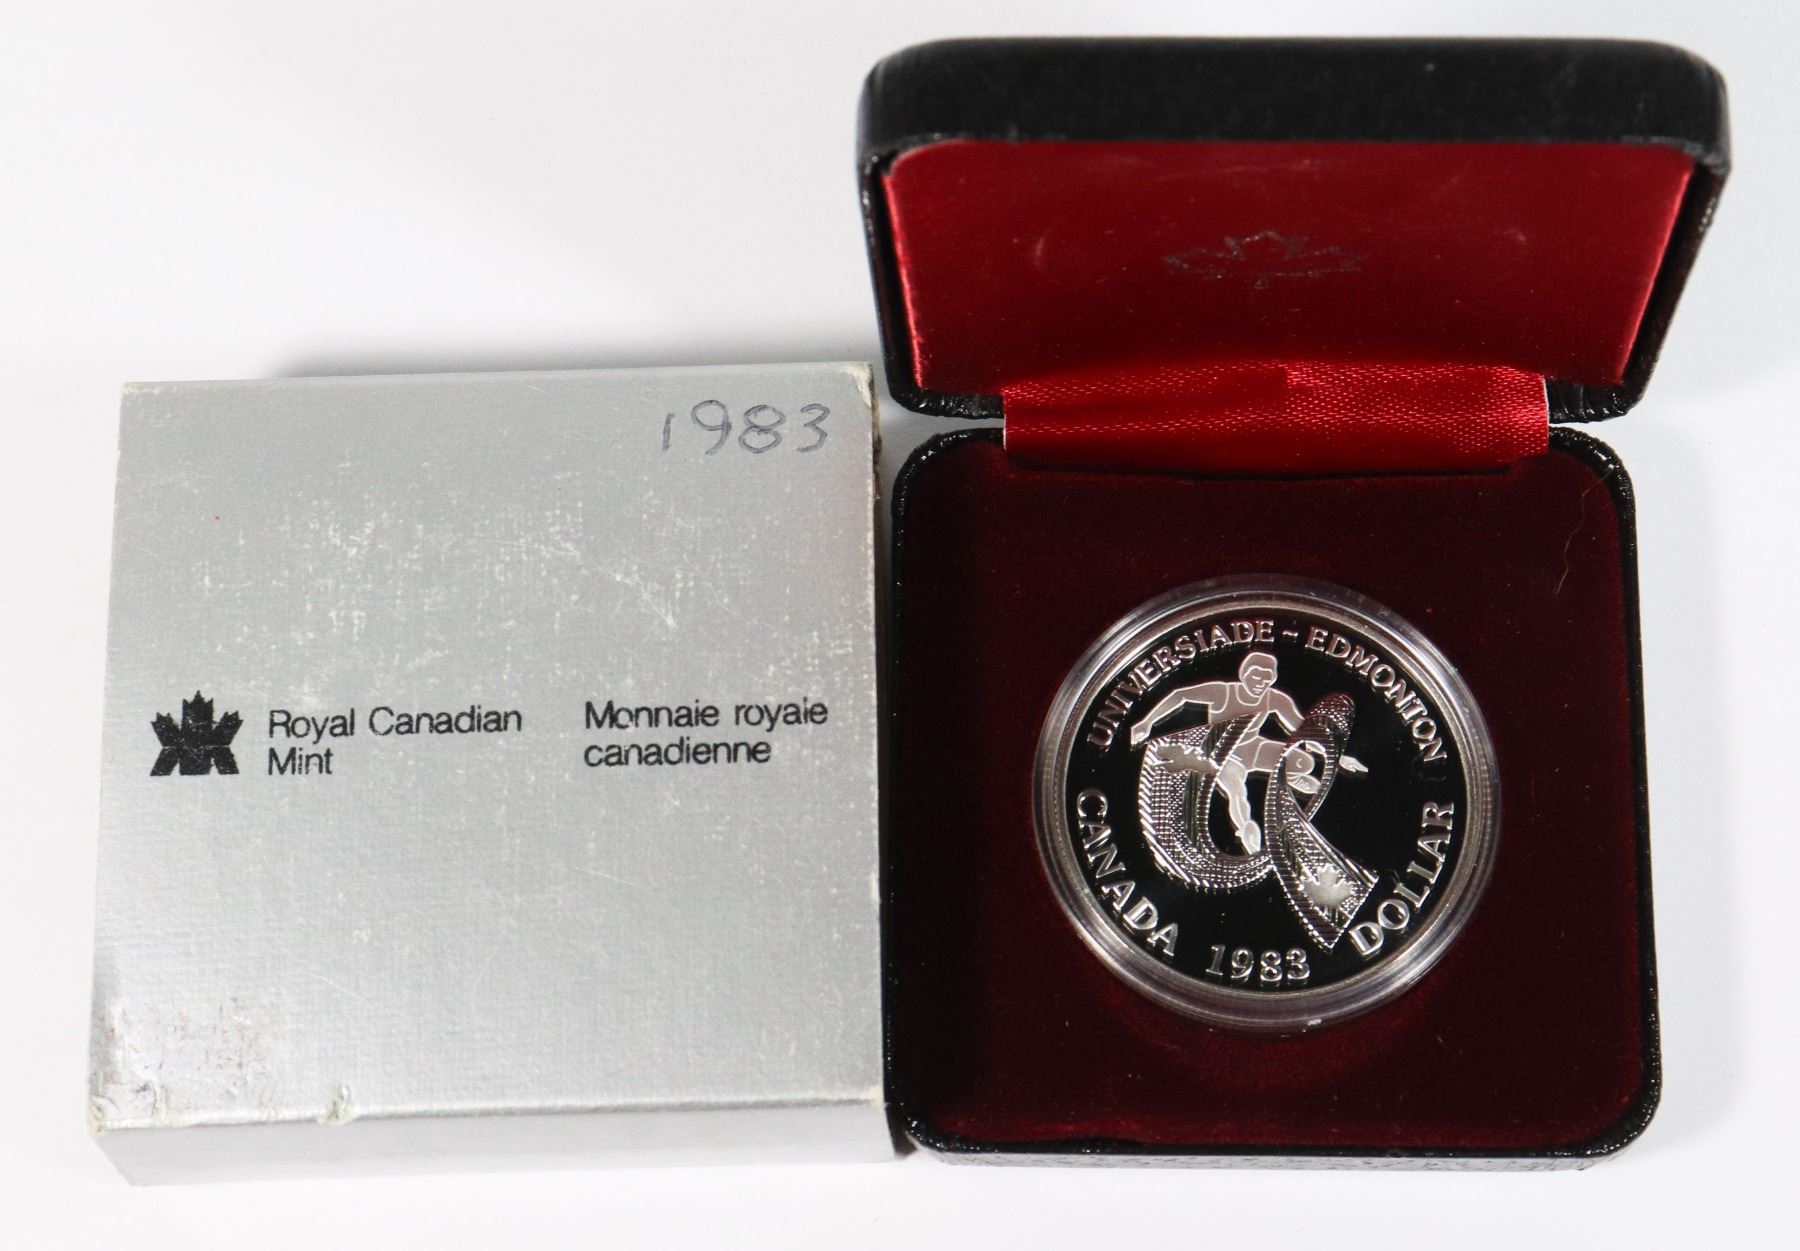 1983
Royal Canadian
Mint
Monnaie royale
canadienne
UNIVERSIADE ~ EDMONTON
CANADA 1983 DOLLAR